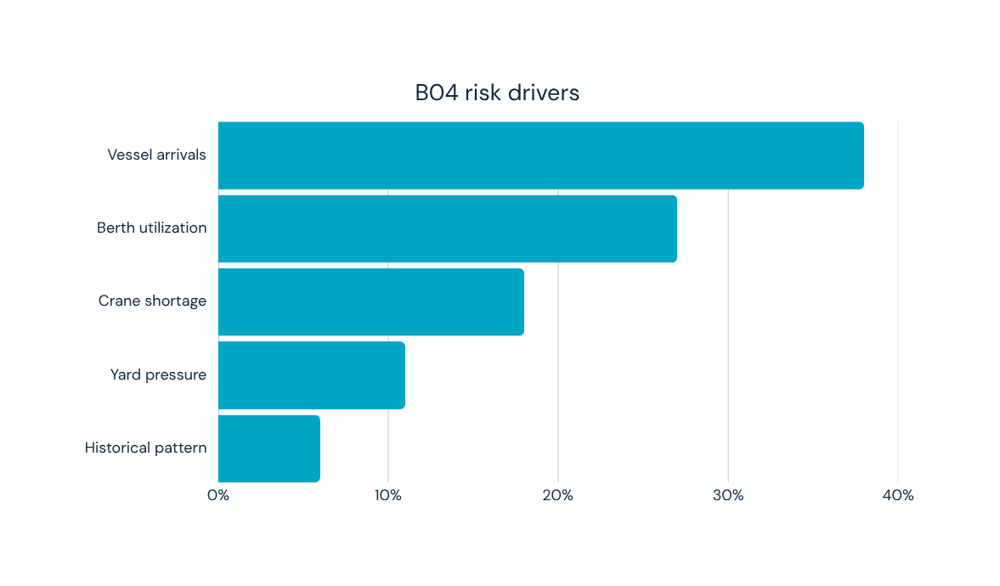 B04 risk drivers
Vessel arrivals
Berth utilization
Crane shortage
Yard pressure
Historical pattern
0% 10% 20% 30% 40%